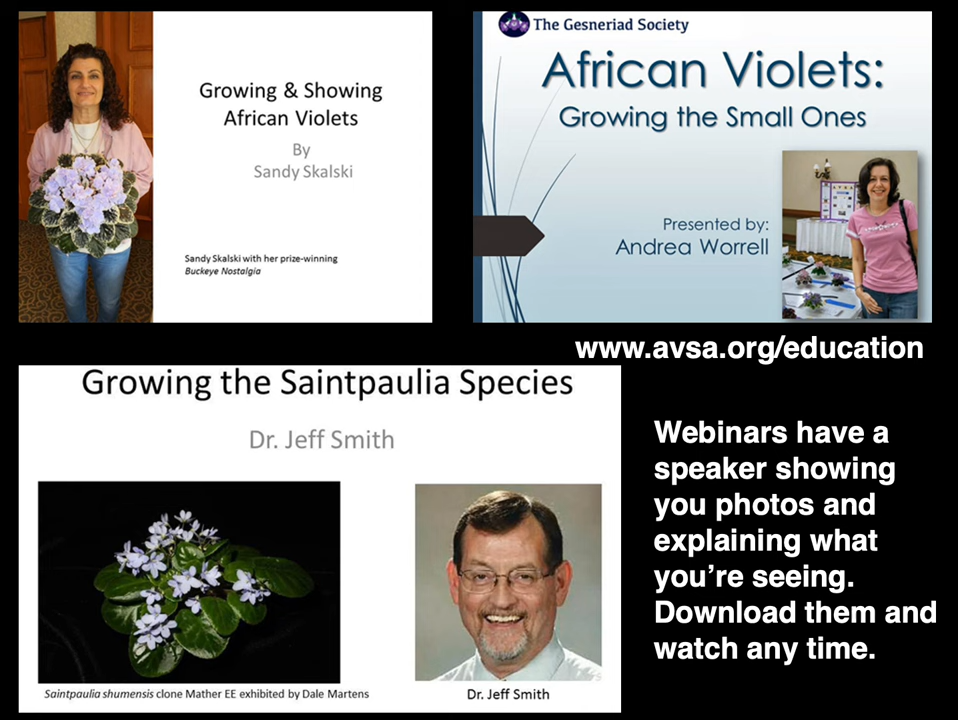 Growing & Showing
African Violets
By
Sandy Skalski
Sandy Skalski with her prize-winning
Buckeye Nostalgia
The Gesneriad Society
African Violets:
Growing the Small Ones
Presented by:
Andrea Worrell
www.avsa.org/education
Growing the Saintpaulia Species
Dr. Jeff Smith
Saintpaulia shumensis clone Mather EE exhibited by Dale Martens
Dr. Jeff Smith
Webinars have a
speaker showing
you photos and
explaining what
you’re seeing.
Download them and
watch any time.